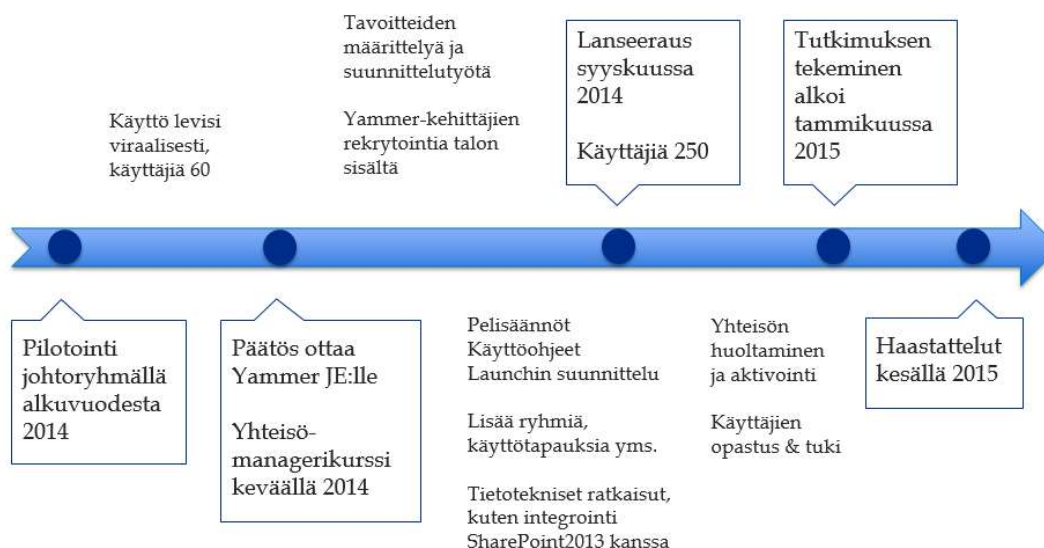 Käyttö levisi
viraalisesti,
käyttäjiä 60
Tavoitteiden
määrittelyä ja
suunnittelutyötä
Yammer-kehittäjien
rekrytointia talon
sisältä
Lanseeraus
syyskuussa
2014
Käyttäjiä 250
Tutkimuksen
tekeminen
alkoi
tammikuussa
2015
Pilotointi
johtoryhmällä
alkuvuodesta
2014
Päätös ottaa
Yammer JE:lle
Yhteisö-
managerikurssi
keväällä 2014
Pelisäännöt
Käyttöohjeet
Launchin suunnittelu
Lisää ryhmiä,
käyttötapauksia yms.
Tietotekniset ratkaisut,
kuten integrointi
SharePoint2013 kanssa
Yhteisön
huoltaminen
ja aktivointi
Käyttäjien
opastus & tuki
Haastattelut
kesällä 2015